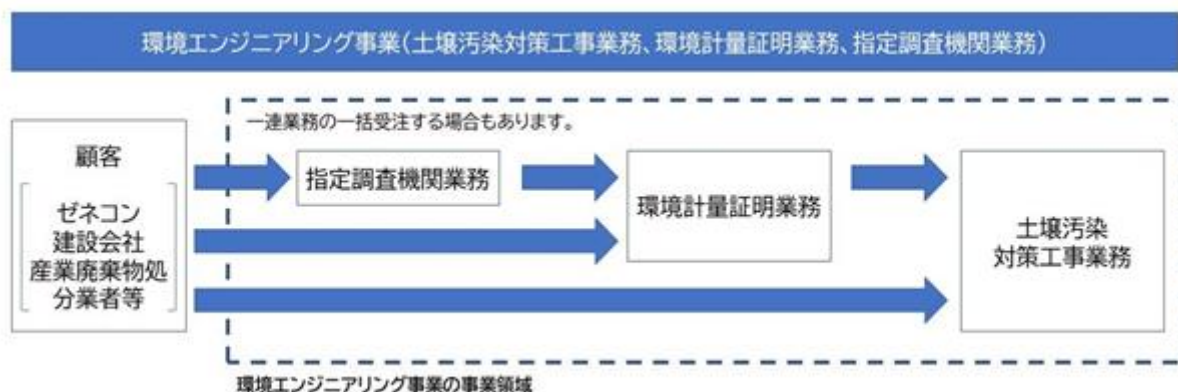 環境エンジニアリング事業(土壌汚染対策工事業務、環境計量証明業務、指定調査機関業務)
一連業務の一括受注する場合もあります。
顧客
ゼネコン
建設会社
産業廃棄物処
分業者等
指定調査機関業務
環境計量証明業務
土壌汚染
対策工事業務
環境エンジニアリング事業の事業領域